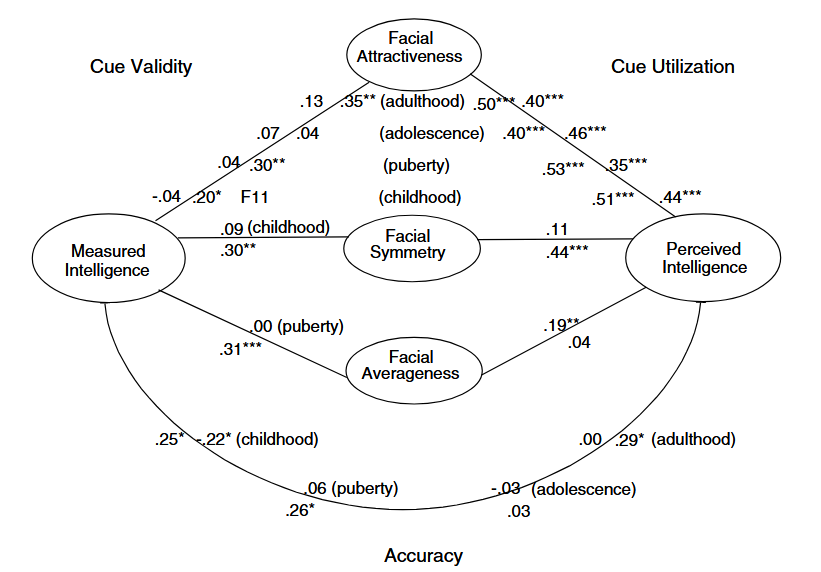 Facial
Attractiveness
Cue Validity
Cue Utilization
.13 .35** (adulthood) .50*** .40***
.07 .04 (adolescence) .40*** .46***
.04 .30** (puberty) .53*** .35***
-.04 .20* F11 (childhood) .51*** .44***
Measured
Intelligence
.09 (childhood)
.30**
Facial
Symmetry
.11
.44***
Perceived
Intelligence
.00 (puberty)
.31***
Facial
Averageness
.19**
.04
.25* -.22* (childhood)
.00 .29* (adulthood)
.06 (puberty)
.26*
-.03 (adolescence)
.03
Accuracy